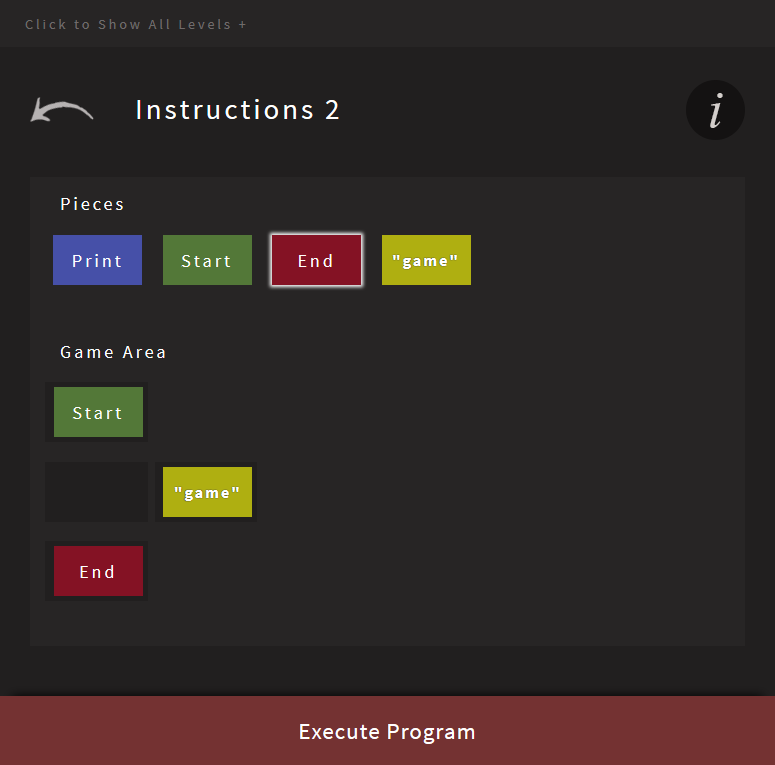 Click to Show All Levels +
Instructions 2
i
Pieces
Print Start End "game"
Game Area
Start
"game"
End
Execute Program